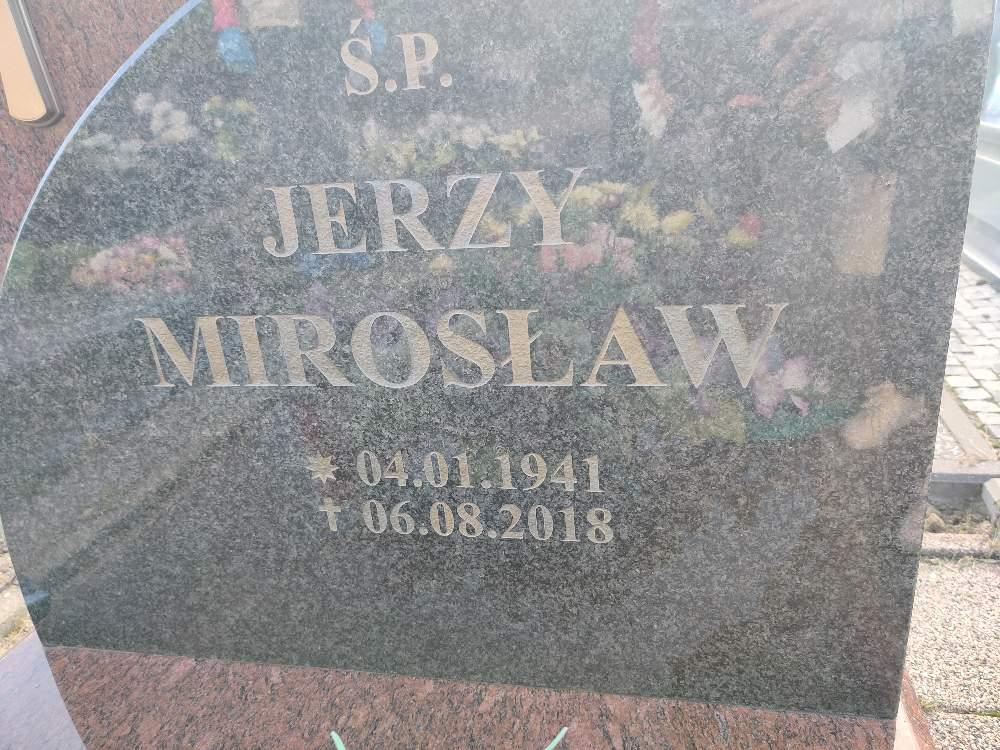 Ś.P.
JERZY
MIROSŁAW
04.01.1941
✝ 06.08.2018